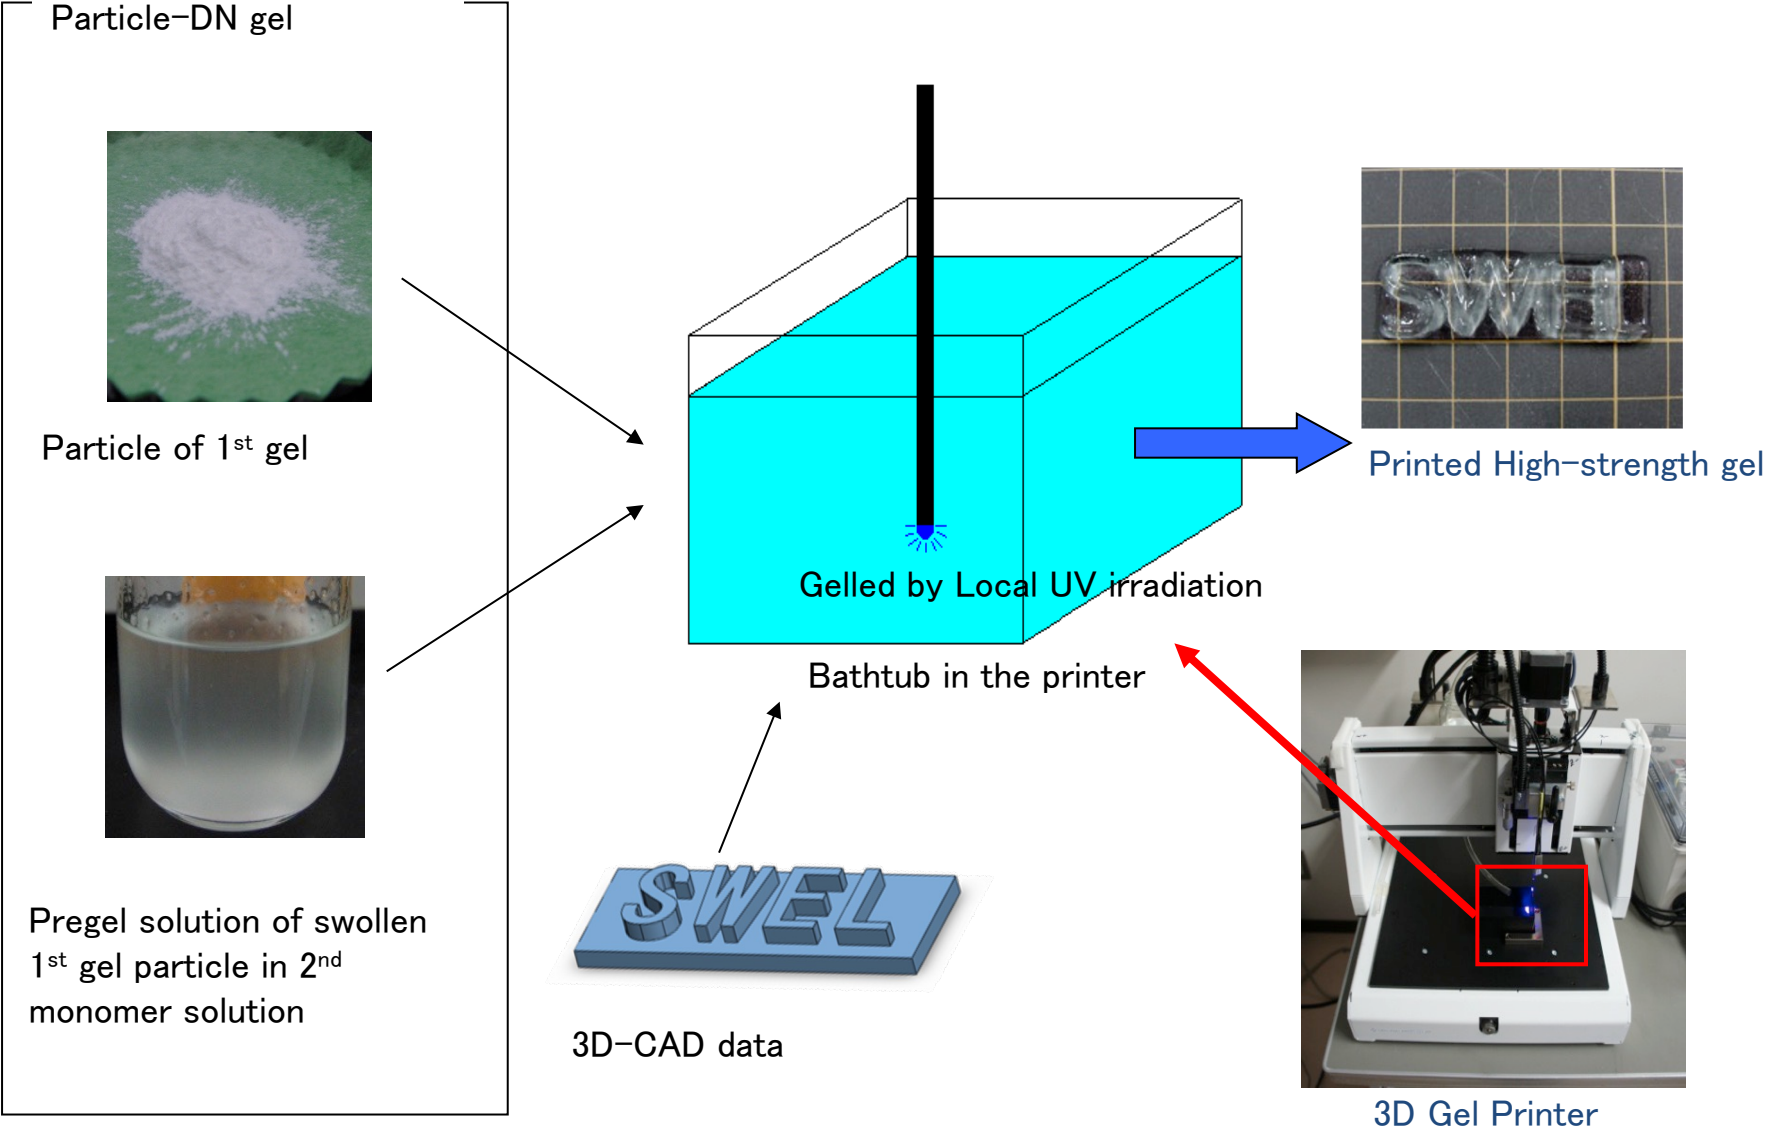 Particle-DN gel
Particle of 1st gel
Pregel solution of swollen
1st gel particle in 2nd
monomer solution
Gelled by Local UV irradiation
Bathtub in the printer
SWEL
3D-CAD data
SWEL
Printed High-strength gel
3D Gel Printer